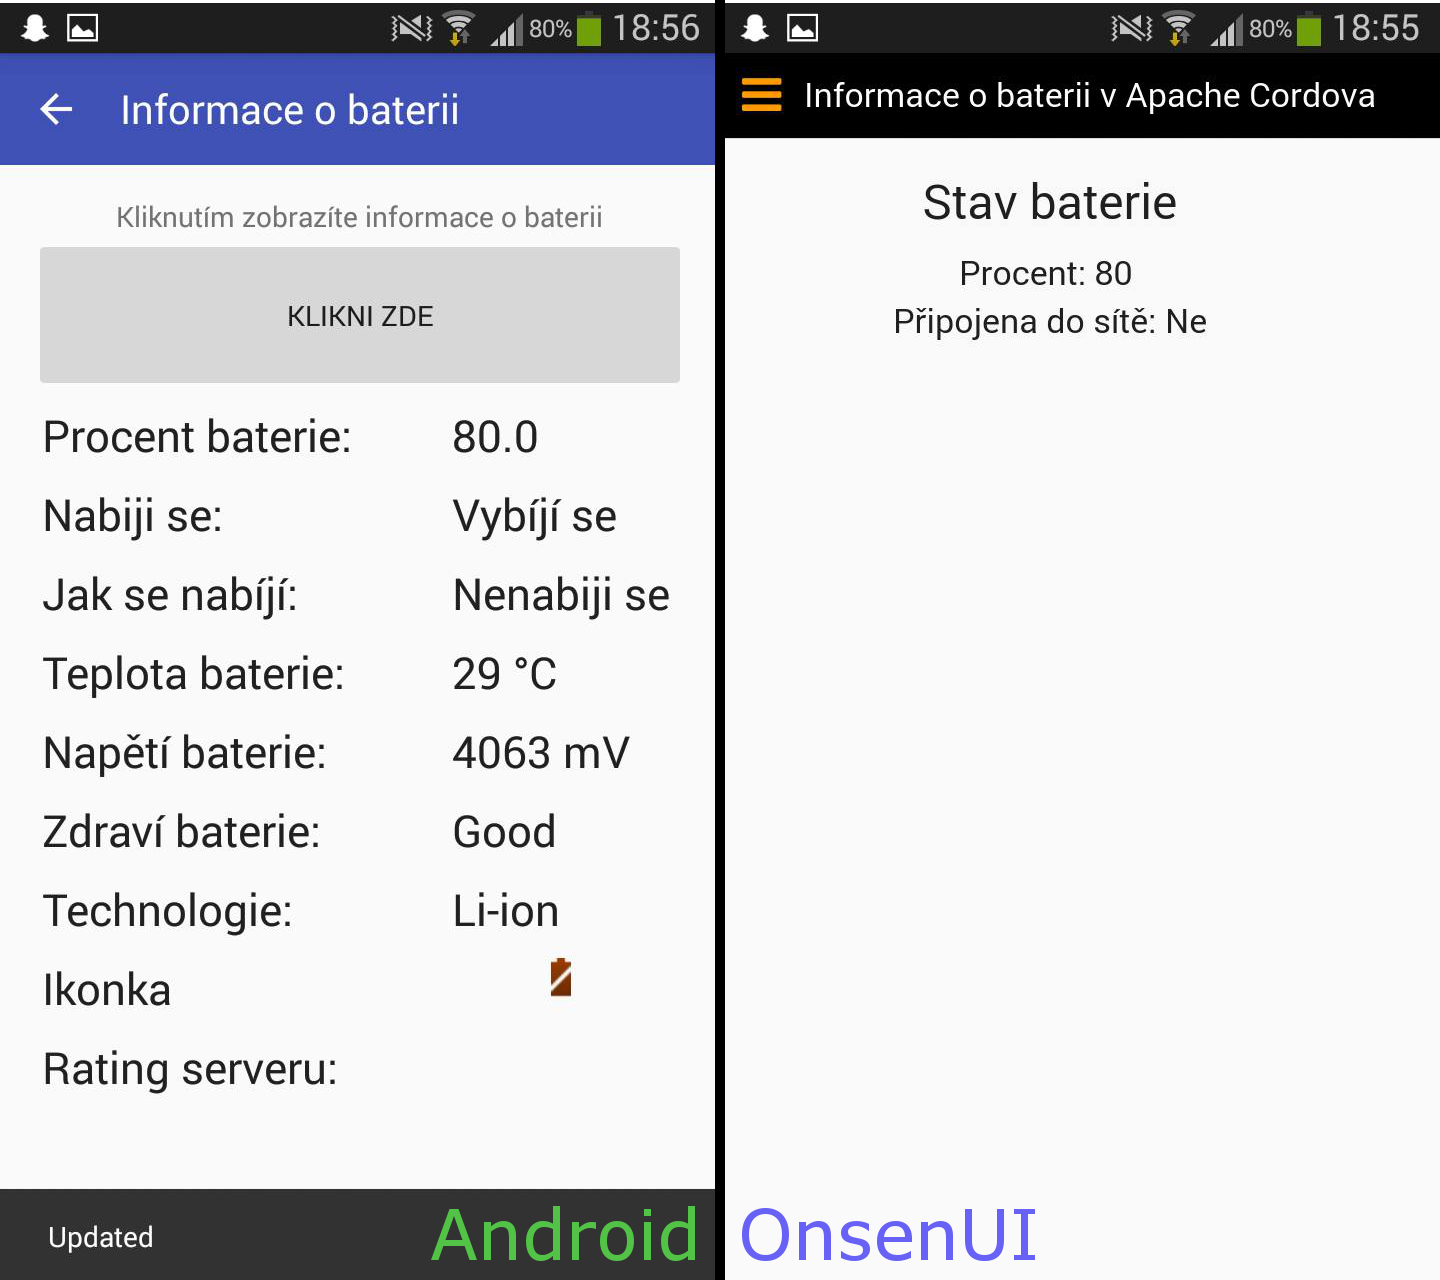 80% 18:56
Informace o baterii
Kliknutím zobrazíte informace o baterii
KLIKNI ZDE
Procent baterie: 80.0
Nabiji se: Vybíjí se
Jak se nabíjí: Nenabiji se
Teplota baterie: 29 °C
Napětí baterie: 4063 mV
Zdraví baterie: Good
Technologie: Li-ion
Ikonka
Rating serveru:
Updated
Android
80% 18:55
Informace o baterii v Apache Cordova
Stav baterie
Procent: 80
Připojena do sítě: Ne
OnsenUI